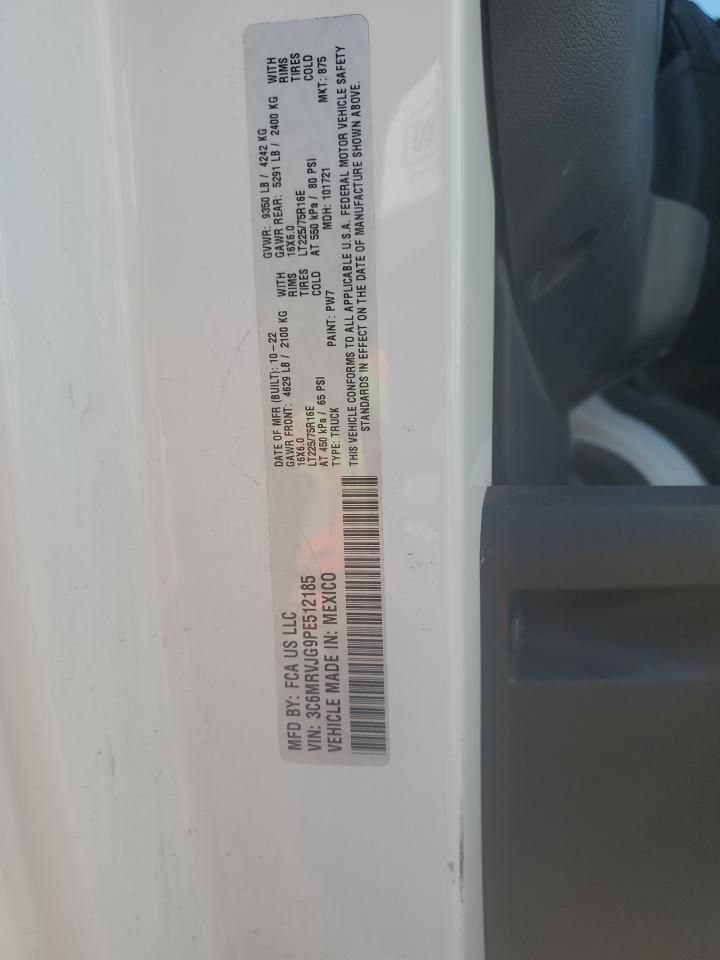 MFD BY: FCA US LLC
VIN: 3C6MRVJG9PE512185
VEHICLE MADE IN: MEXICO
DATE OF MFR (BUILT): 10-22
GAWR FRONT: 4629 LB / 2100 KG WITH
16X6.0 RIMS
LT225/75R16E TIRES
AT 450 kPa / 65 PSI COLD
TYPE: TRUCK
GVWR: 9350 LB / 4242 KG
GAWR REAR: 5291 LB / 2400 KG WITH
16X6.0 RIMS
LT225/75R16E TIRES
AT 550 kPa / 80 PSI COLD
PAINT: PW7 MDH: 101721 MKT: 875
THIS VEHICLE CONFORMS TO ALL APPLICABLE U.S.A. FEDERAL MOTOR VEHICLE SAFETY
STANDARDS IN EFFECT ON THE DATE OF MANUFACTURE SHOWN ABOVE.